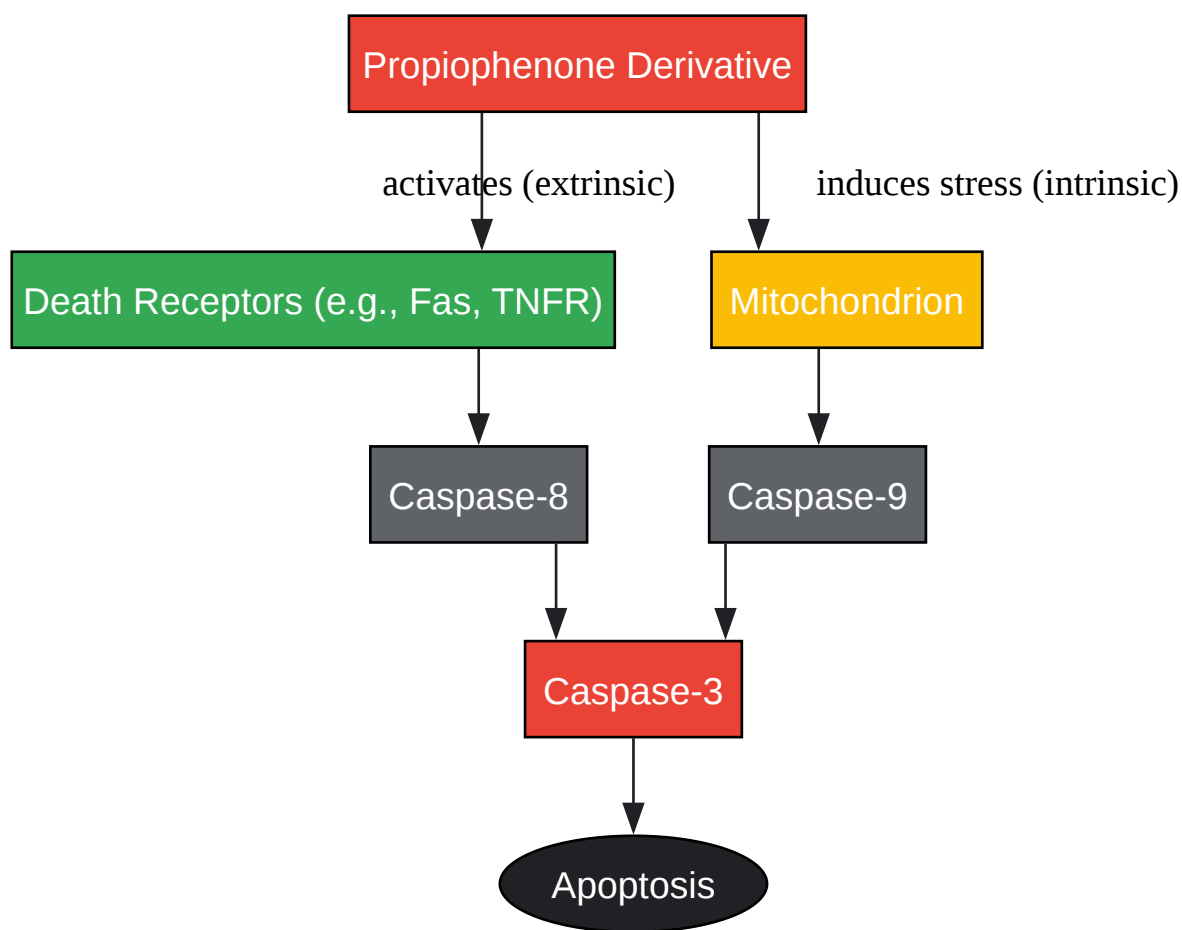 Propiophenone Derivative
activates (extrinsic)
induces stress (intrinsic)
Death Receptors (e.g., Fas, TNFR)
Mitochondrion
Caspase-8
Caspase-9
Caspase-3
Apoptosis